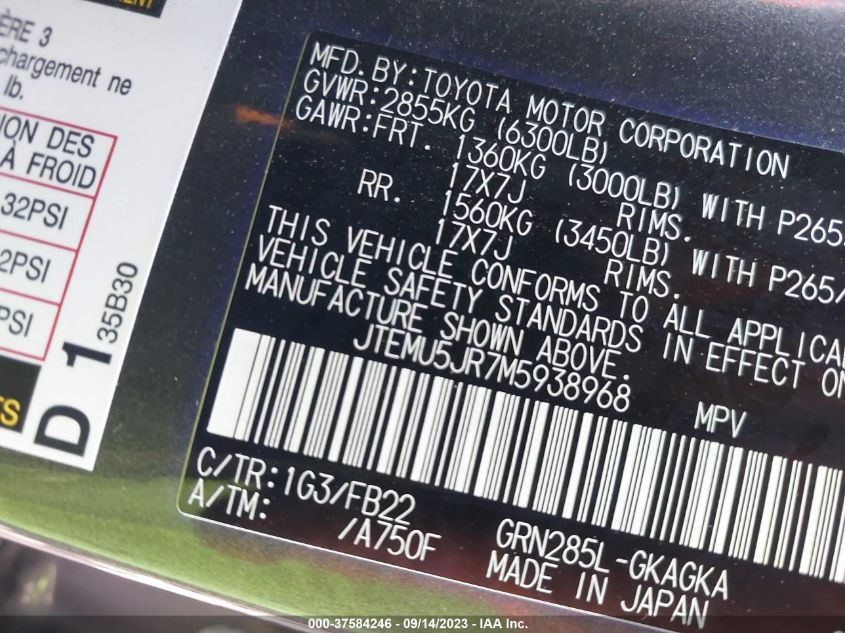 MENT
ÈRE 3
chargement ne
lb.
ION DES
À FROID
32PSI
2PSI
PSI
ES
D 1 35B30
MFD. BY: TOYOTA MOTOR CORPORATION
GVWR: 2855KG (6300LB)
GAWR: FRT. 1360KG (3000LB) WITH P265
17X7J RIMS.
RR. 1560KG (3450LB) WITH P265/
17X7J RIMS.
THIS VEHICLE CONFORMS TO ALL APPLICA
VEHICLE SAFETY STANDARDS IN EFFECT ON
MANUFACTURE SHOWN ABOVE.
JTEMU5JR7M5938968 MPV
C/TR: 1G3/FB22
A/TM: /A750F
GRN285L-GKAGKA
MADE IN JAPAN
000-37584246 - 09/14/2023 - IAA Inc.